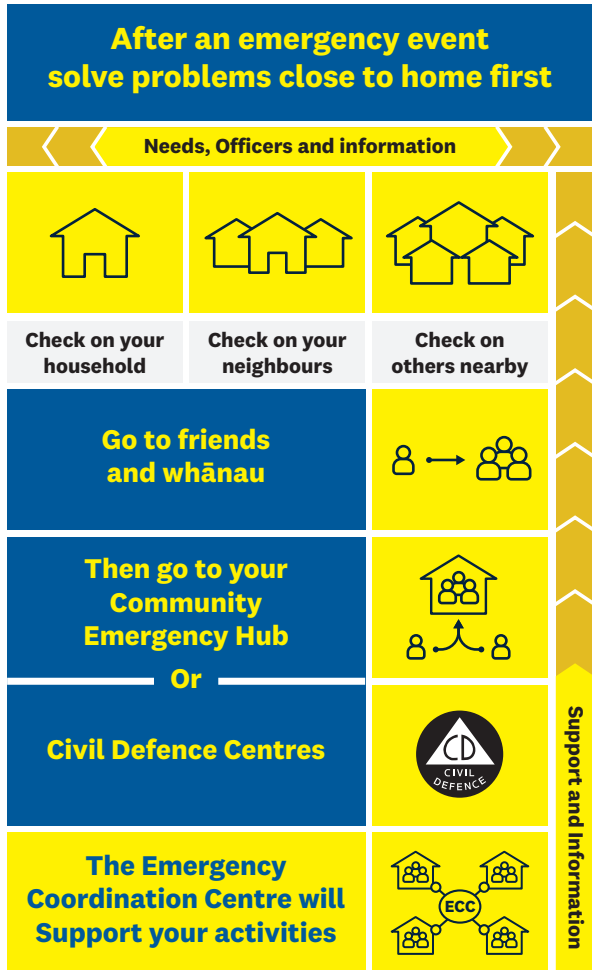 After an emergency event
solve problems close to home first
Needs, Officers and information
Check on your
household
Check on your
neighbours
Check on
others nearby
Go to friends
and whānau
Then go to your
Community
Emergency Hub
Or
Civil Defence Centres
CD
CIVIL
DEFENCE
The Emergency
Coordination Centre will
Support your activities
ECC
Support and Information